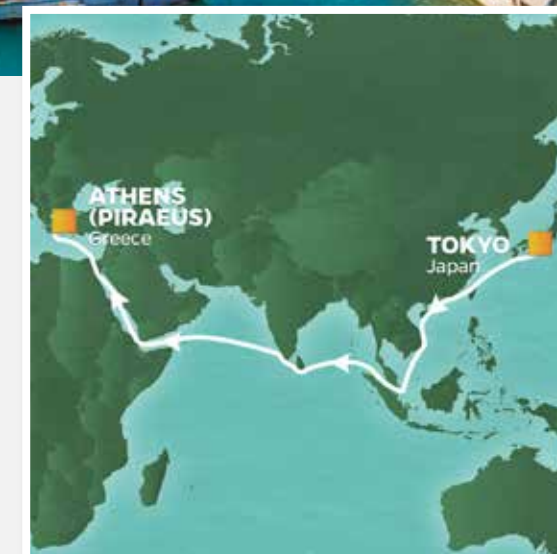 ATHENS
(PIRAEUS)
Greece
TOKYO
Japan